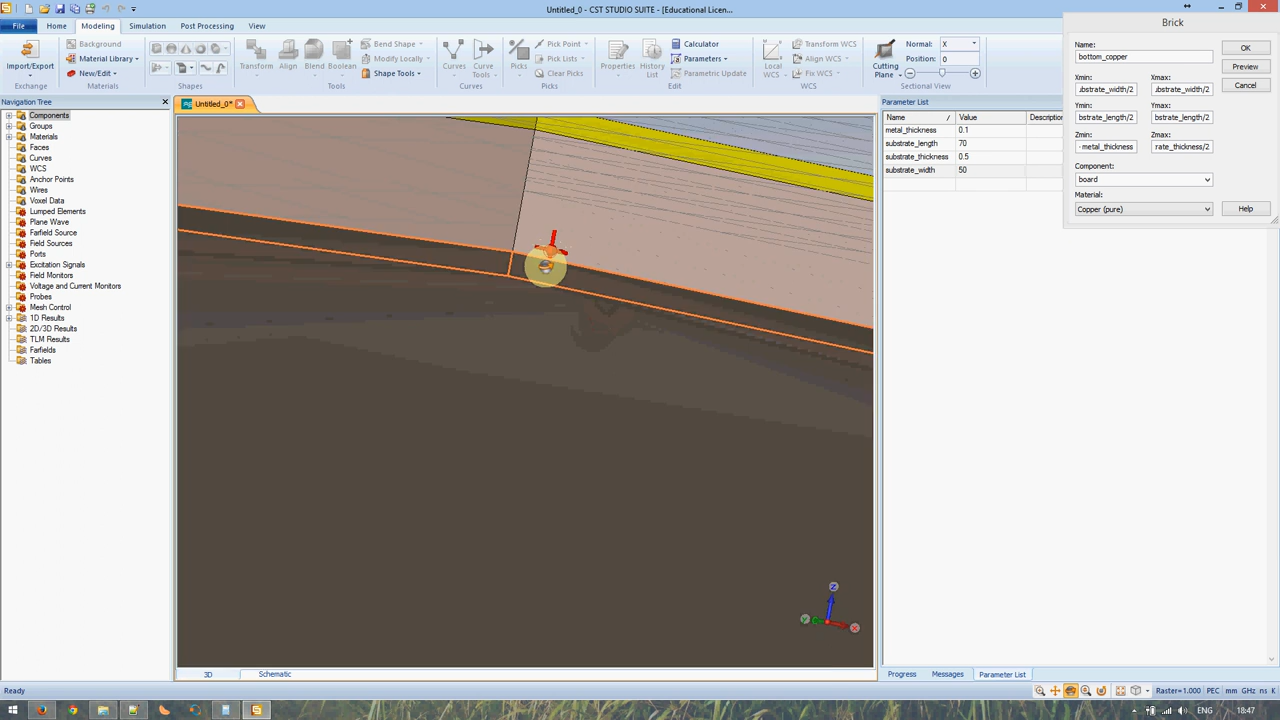 Untitled_0 - CST STUDIO SUITE - [Educational Licen...
File Home Modeling Simulation Post Processing View
Import/Export
Exchange
Background
Material Library
New/Edit
Materials
Shapes
Transform
Align
Blend
Boolean
Bend Shape
Modify Locally
Shape Tools
Tools
Curves
Curve Tools
Curves
Picks
Pick Point
Pick Lists
Clear Picks
Picks
Properties
History List
Calculator
Parameters
Parametric Update
Edit
Local WCS
Transform WCS
Align WCS
Fix WCS
WCS
Cutting Plane
Normal: X
Position: 0
Sectional View
Brick
Name:
bottom_copper
OK
Preview
Cancel
Xmin: Xmax:
ubstrate_width/2 ubstrate_width/2
Ymin: Ymax:
bstrate_length/2 bstrate_length/2
Zmin: Zmax:
- metal_thickness rate_thickness/2
Component:
board
Material:
Copper (pure)
Help
Navigation Tree
Components
Groups
Materials
Faces
Curves
WCS
Anchor Points
Wires
Voxel Data
Lumped Elements
Plane Wave
Farfield Source
Field Sources
Ports
Excitation Signals
Field Monitors
Voltage and Current Monitors
Probes
Mesh Control
1D Results
2D/3D Results
TLM Results
Farfields
Tables
Untitled_0*
Z
Y
X
3D Schematic
Parameter List
Name / Value Description
metal_thickness 0.1
substrate_length 70
substrate_thickness 0.5
substrate_width 50
Progress Messages Parameter List
Ready
Raster=1.000 PEC mm GHz ns K
ENG 18:47